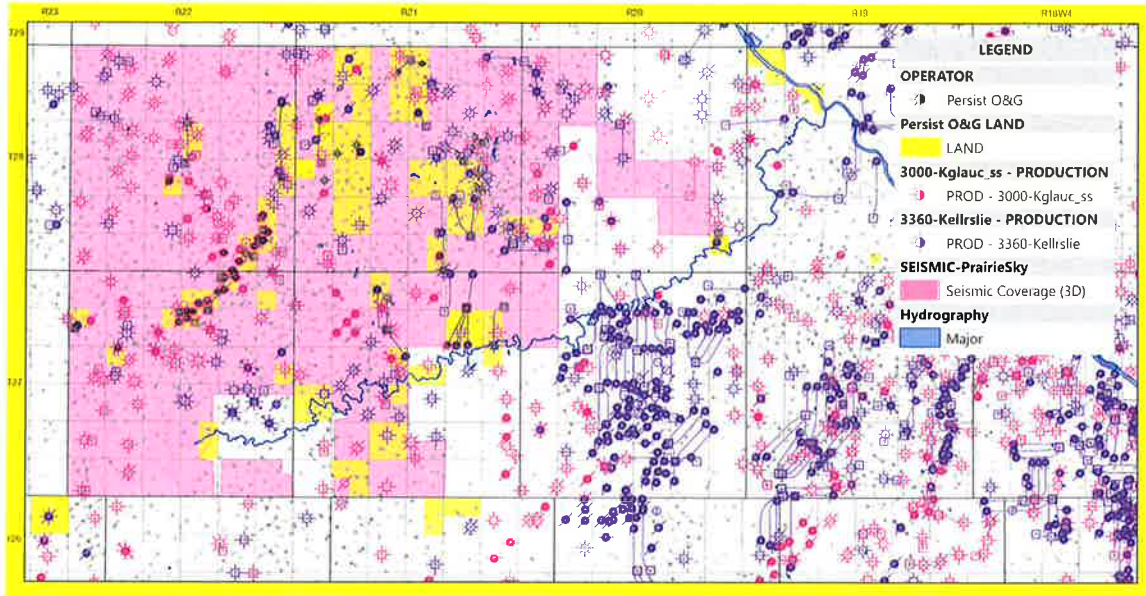 R23 R22 R21 R20 R19 R18W4
T29
T28
T27
T26
LEGEND
OPERATOR
Persist O&G
Persist O&G LAND
LAND
3000-Kglauc_ss - PRODUCTION
PROD - 3000-Kglauc_ss
3360-Kellrslie - PRODUCTION
PROD - 3360-Kellrslie
SEISMIC-PrairieSky
Seismic Coverage (3D)
Hydrography
Major